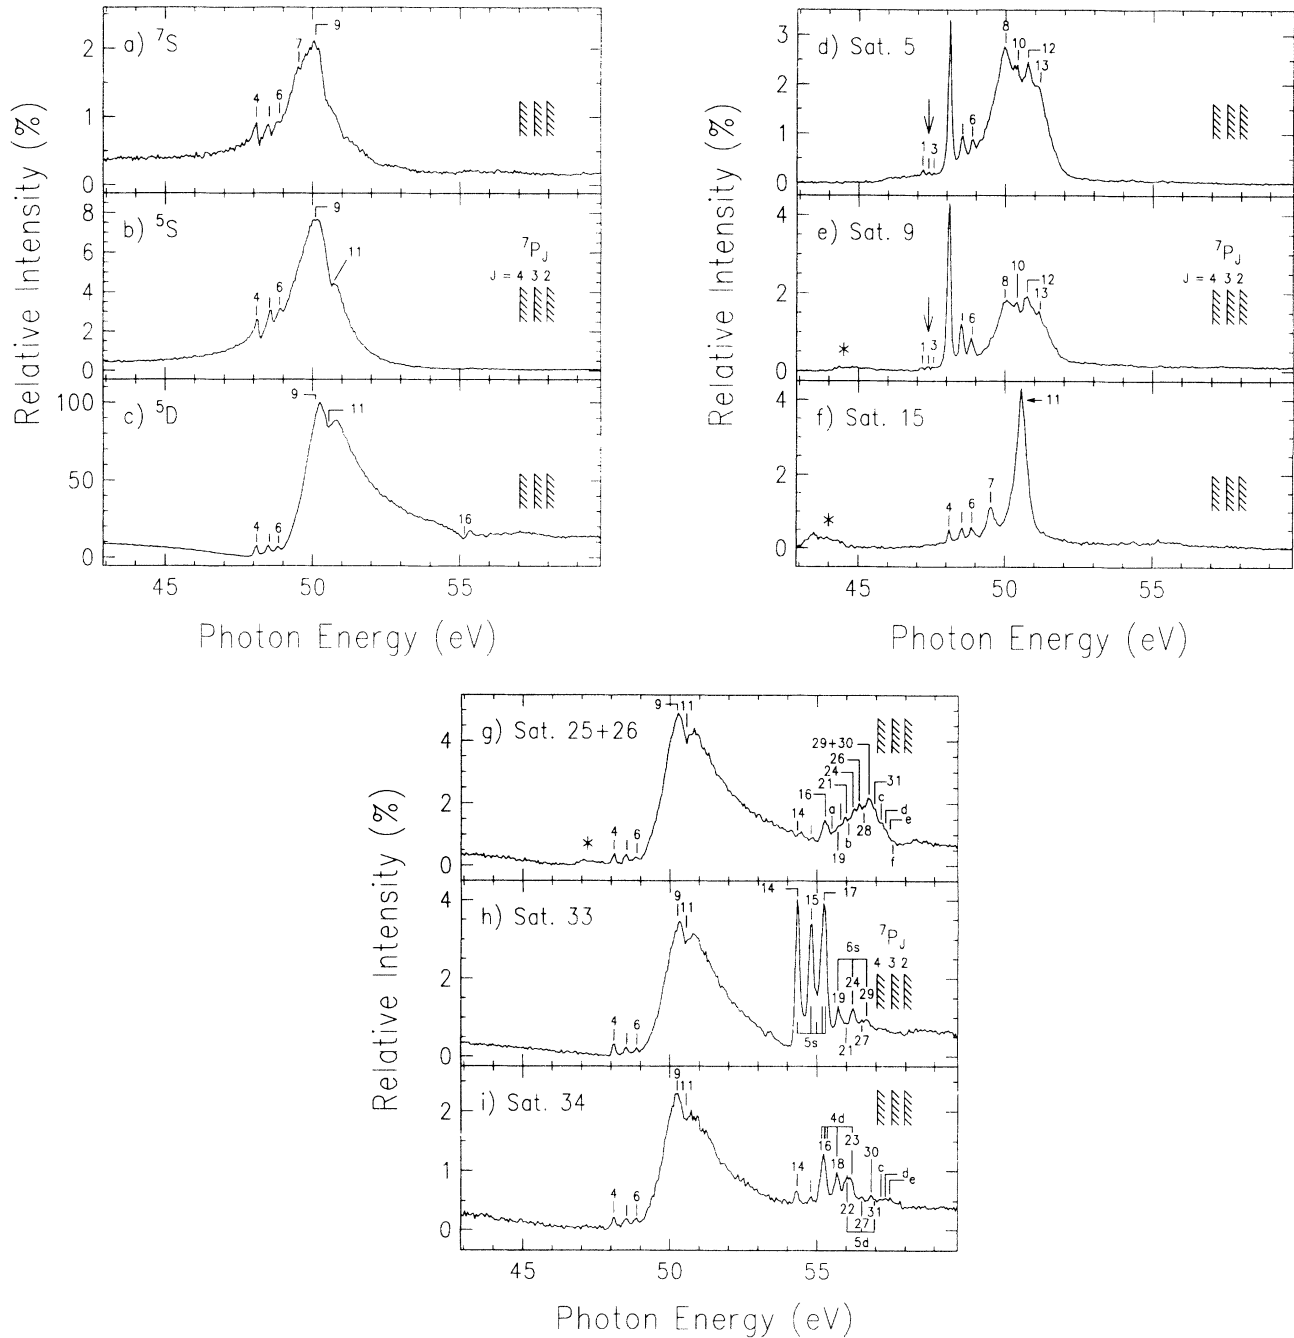 Relative Intensity (%)
a) ⁷S
2
1
0
4
6
7
9
b) ⁵S
8
6
4
2
0
4
6
9
11
⁷P_J
J = 4 3 2
c) ⁵D
100
50
0
4
6
9
11
16
45 50 55
Photon Energy (eV)
Relative Intensity (%)
d) Sat. 5
3
2
1
0
1
3
6
8
10
12
13
e) Sat. 9
4
2
0
*
1
3
6
8
10
12
13
⁷P_J
J = 4 3 2
f) Sat. 15
4
2
0
*
4
6
7
11
45 50 55
Photon Energy (eV)
Relative Intensity (%)
g) Sat. 25+26
4
2
0
*
4
6
9 11
14
16
a
19
21
b
24
26
28
29+30
31
c
d
e
f
h) Sat. 33
4
2
0
4
6
9
11
14
15
17
5s
19
21
24
27
29
6s
⁷P_J
4 3 2
i) Sat. 34
2
1
0
4
6
9
11
14
4d
16
18
23
22
27
31
5d
30
c
d
e
45 50 55
Photon Energy (eV)